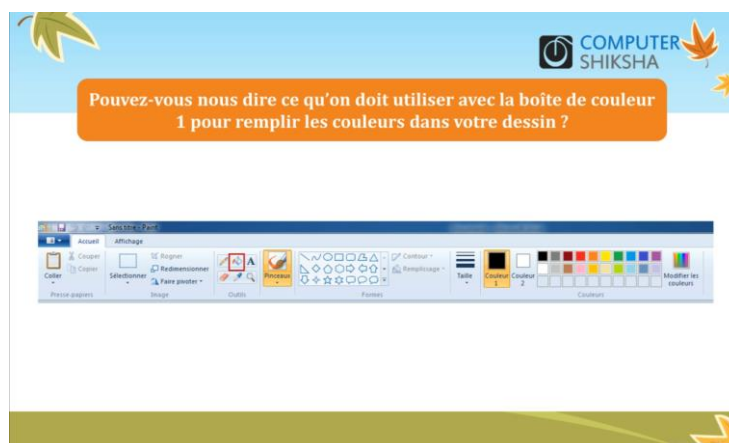 COMPUTER
SHIKSHA
Pouvez-vous nous dire ce qu’on doit utiliser avec la boîte de couleur
1 pour remplir les couleurs dans votre dessin ?
Sans titre - Paint
Accueil Affichage
Coller
Couper
Copier
Presse papiers
Sélectionner
Rogner
Redimensionner
Faire pivoter
Image
A
Outils
Pinceaux
Contour
Remplissage
Formes
Taille
Couleur 1
Couleur 2
Modifier les couleurs
Couleurs